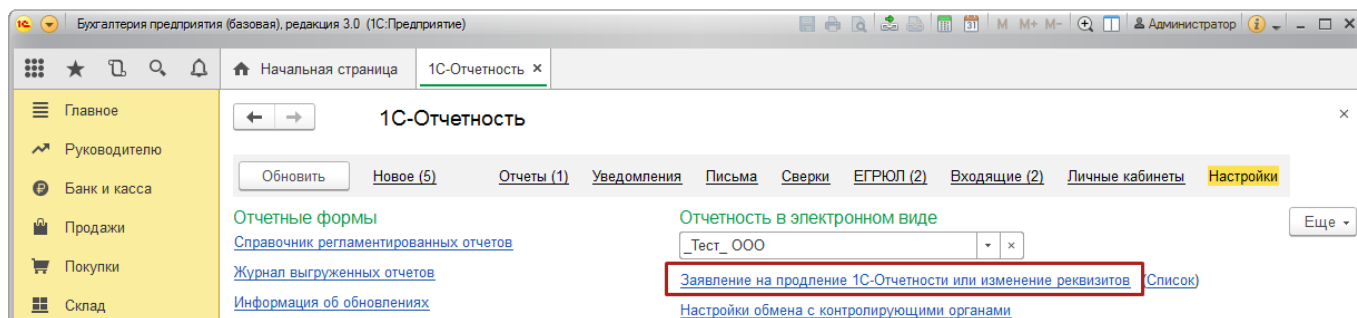 1С Бухгалтерия предприятия (базовая), редакция 3.0 (1С:Предприятие) 31 M M+ M- Администратор
Начальная страница 1С-Отчетность ×
Главное
1С-Отчетность
Руководителю
Обновить Новое (5) Отчеты (1) Уведомления Письма Сверки ЕГРЮЛ (2) Входящие (2) Личные кабинеты Настройки
Банк и касса
Отчетные формы Отчетность в электронном виде Еще
Продажи
Справочник регламентированных отчетов _Тест_ ООО
Покупки
Журнал выгруженных отчетов Заявление на продление 1С-Отчетности или изменение реквизитов (Список)
Склад
Информация об обновлениях Настройки обмена с контролирующими органами